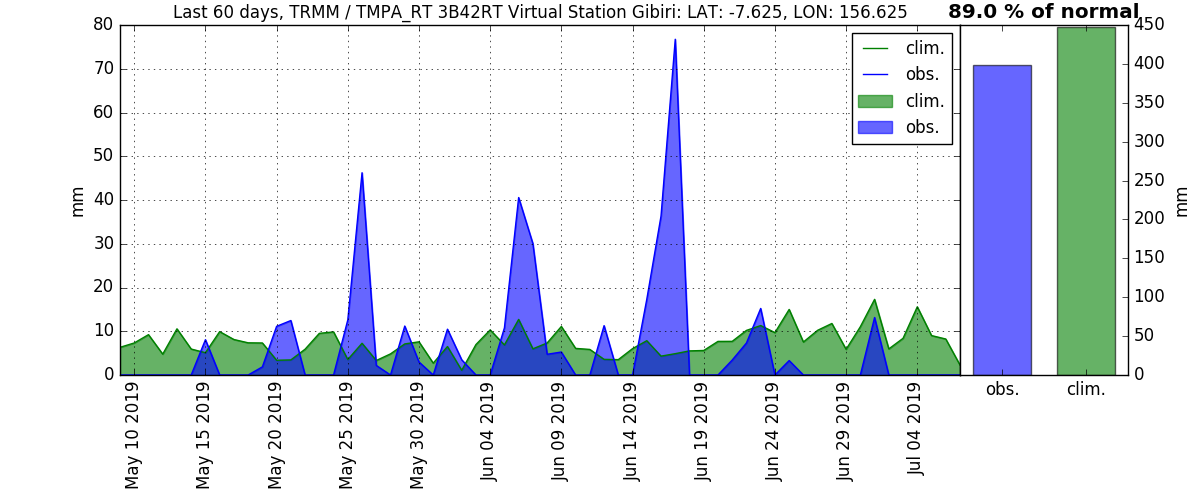 Last 60 days, TRMM / TMPA_RT 3B42RT Virtual Station Gibiri: LAT: -7.625, LON: 156.625
89.0 % of normal
80
70
60
50
40
30
20
10
0
mm
clim.
obs.
clim.
obs.
450
400
350
300
250
200
150
100
50
0
mm
obs.
clim.
May 10 2019
May 15 2019
May 20 2019
May 25 2019
May 30 2019
Jun 04 2019
Jun 09 2019
Jun 14 2019
Jun 19 2019
Jun 24 2019
Jun 29 2019
Jul 04 2019